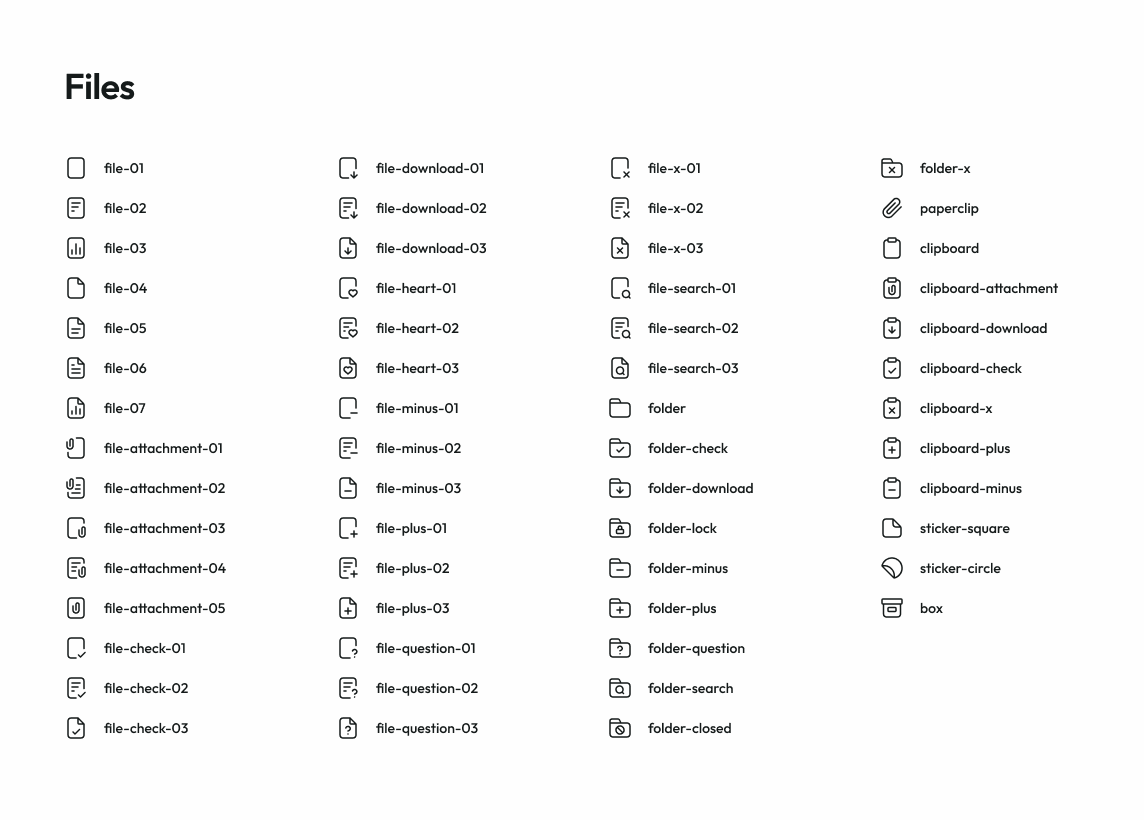 Files
file-01
file-02
file-03
file-04
file-05
file-06
file-07
file-attachment-01
file-attachment-02
file-attachment-03
file-attachment-04
file-attachment-05
file-check-01
file-check-02
file-check-03
file-download-01
file-download-02
file-download-03
file-heart-01
file-heart-02
file-heart-03
file-minus-01
file-minus-02
file-minus-03
file-plus-01
file-plus-02
file-plus-03
file-question-01
file-question-02
file-question-03
file-x-01
file-x-02
file-x-03
file-search-01
file-search-02
file-search-03
folder
folder-check
folder-download
folder-lock
folder-minus
folder-plus
folder-question
folder-search
folder-closed
folder-x
paperclip
clipboard
clipboard-attachment
clipboard-download
clipboard-check
clipboard-x
clipboard-plus
clipboard-minus
sticker-square
sticker-circle
box